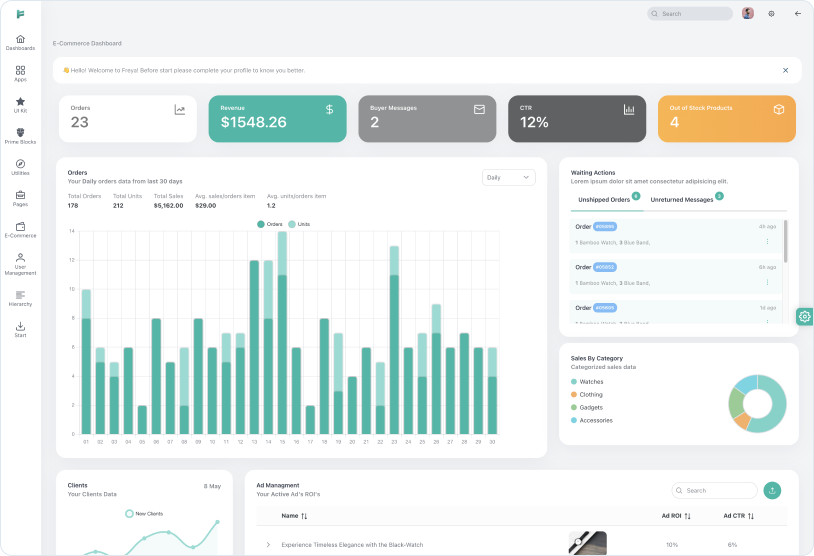 Search
Dashboards
Apps
UI Kit
Prime Blocks
Utilities
Pages
E-Commerce
User
Management
Hierarchy
Start
E-Commerce Dashboard
👋 Hello! Welcome to Freya! Before start please complete your profile to know you better.
Orders
23
Revenue
$1548.26
Buyer Messages
2
CTR
12%
Out of Stock Products
4
Orders
Your Daily orders data from last 30 days
Daily
Total Orders Total Units Total Sales Avg. sales/orders item Avg. units/orders item
178 212 $5,162.00 $29.00 1.2
Orders Units
14
12
10
8
6
4
2
0
01 02 03 04 05 06 07 08 09 10 11 12 13 14 15 16 17 18 19 20 21 22 23 24 25 26 27 28 29 30
Waiting Actions
Lorem ipsum dolor sit amet consectetur adipisicing elit.
Unshipped Orders Unreturned Messages
Order 4h ago
1 Bamboo Watch, 3 Blue Band.
Order 6h ago
1 Bamboo Watch, 3 Blue Band.
Order 1d ago
1 Bamboo Watch, 3 Blue Band.
Sales By Category
Categorized sales data
Watches
Clothing
Gadgets
Accessories
Clients 8 May
Your Clients Data
New Clients
Ad Managment
Your Active Ad's ROI's
Search
Name Ad ROI Ad CTR
Experience Timeless Elegance with the Black-Watch 10% 6%